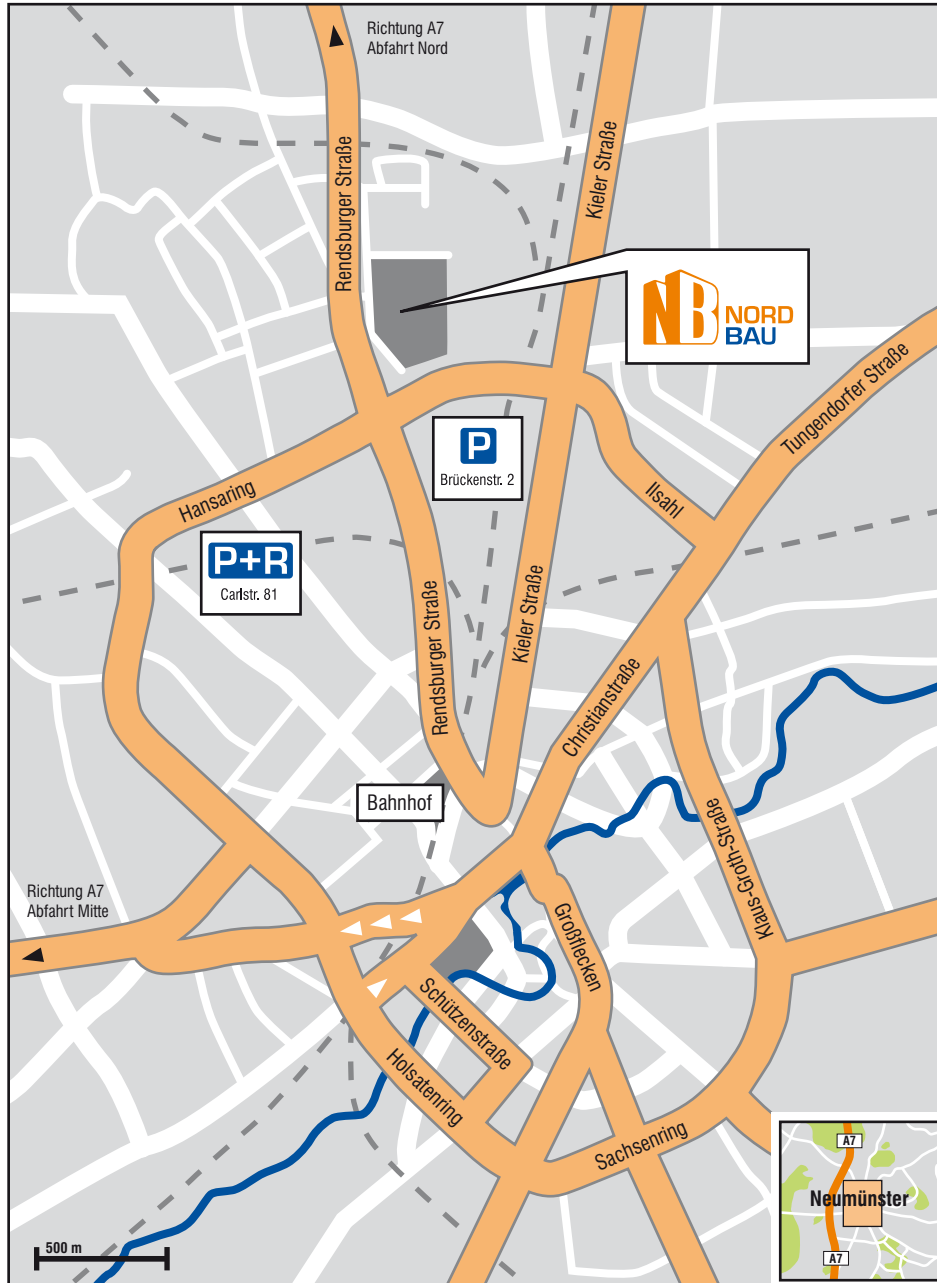 Richtung A7
Abfahrt Nord
Rendsburger Straße
Kieler Straße
NB NORD
BAU
Tungendorfer Straße
P
Brückenstr. 2
Hansaring
Ilsahl
P+R
Carlstr. 81
Rendsburger Straße
Kieler Straße
Christianstraße
Bahnhof
Klaus-Groth-Straße
Richtung A7
Abfahrt Mitte
Großflecken
Schützenstraße
Holsatenring
Sachsenring
A7
Neumünster
A7
500 m